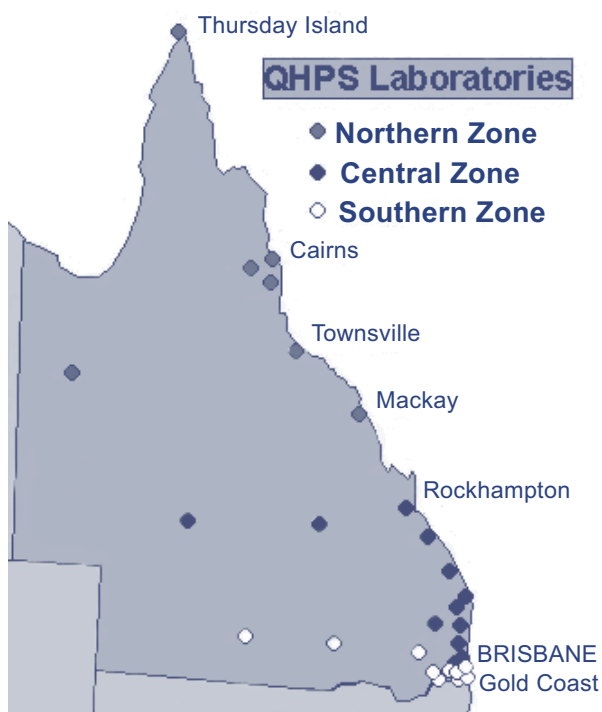 Thursday Island
QHPS Laboratories
Northern Zone
Central Zone
Southern Zone
Cairns
Townsville
Mackay
Rockhampton
BRISBANE
Gold Coast